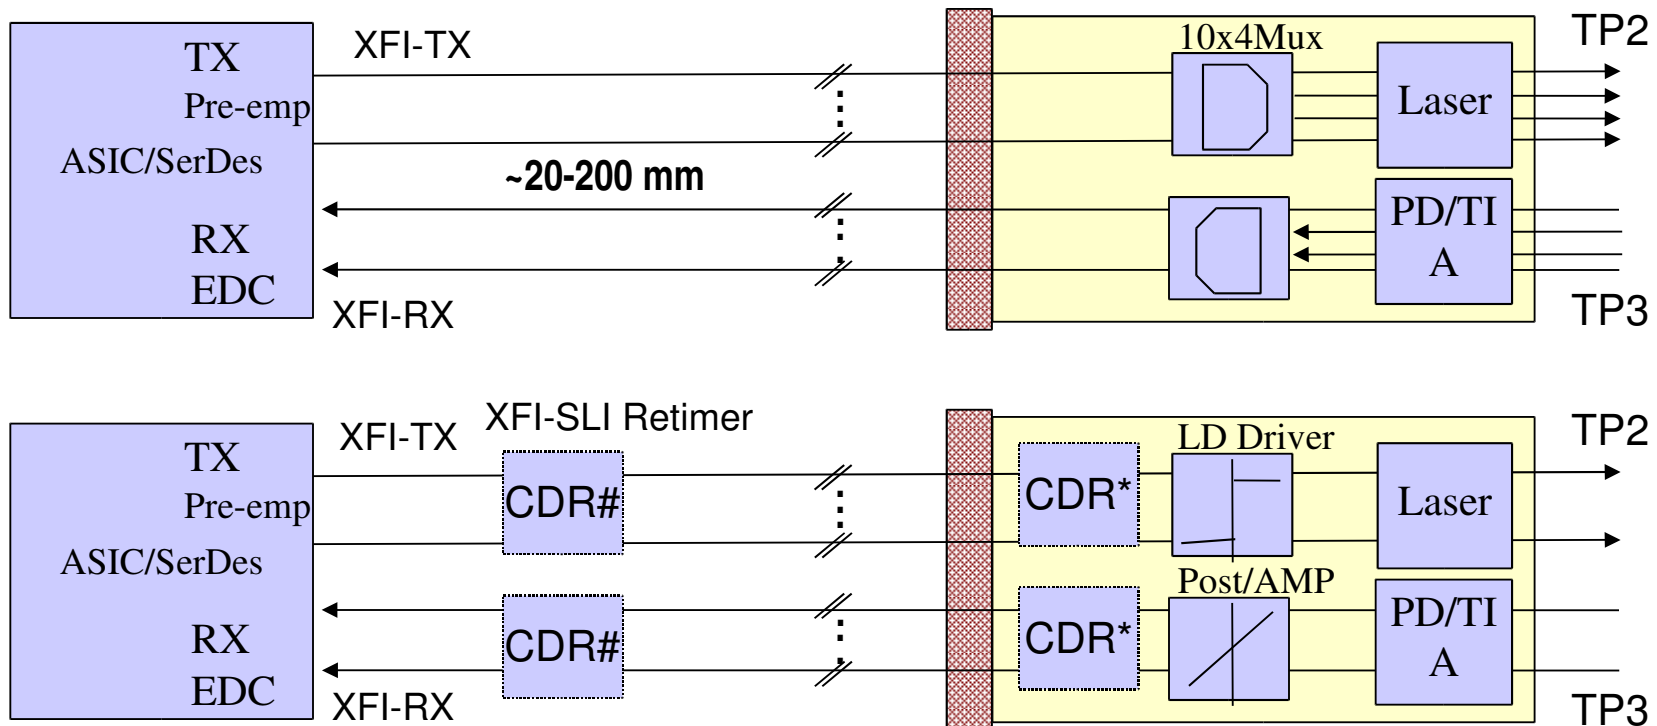 XFI-TX
10x4Mux
TP2
TX
Pre-emp
ASIC/SerDes
RX
EDC
~20-200 mm
Laser
PD/TI
A
XFI-RX
TP3
XFI-TX
XFI-SLI Retimer
LD Driver
TP2
TX
Pre-emp
ASIC/SerDes
RX
EDC
CDR#
CDR*
Laser
Post/AMP
CDR#
CDR*
PD/TI
A
XFI-RX
TP3